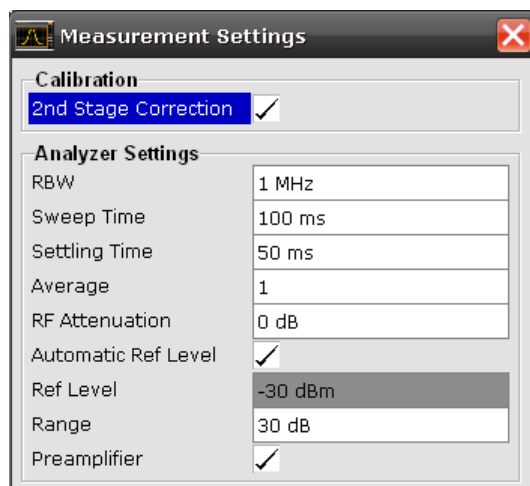 Measurement Settings
Calibration
2nd Stage Correction
Analyzer Settings
RBW 1 MHz
Sweep Time 100 ms
Settling Time 50 ms
Average 1
RF Attenuation 0 dB
Automatic Ref Level
Ref Level -30 dBm
Range 30 dB
Preamplifier